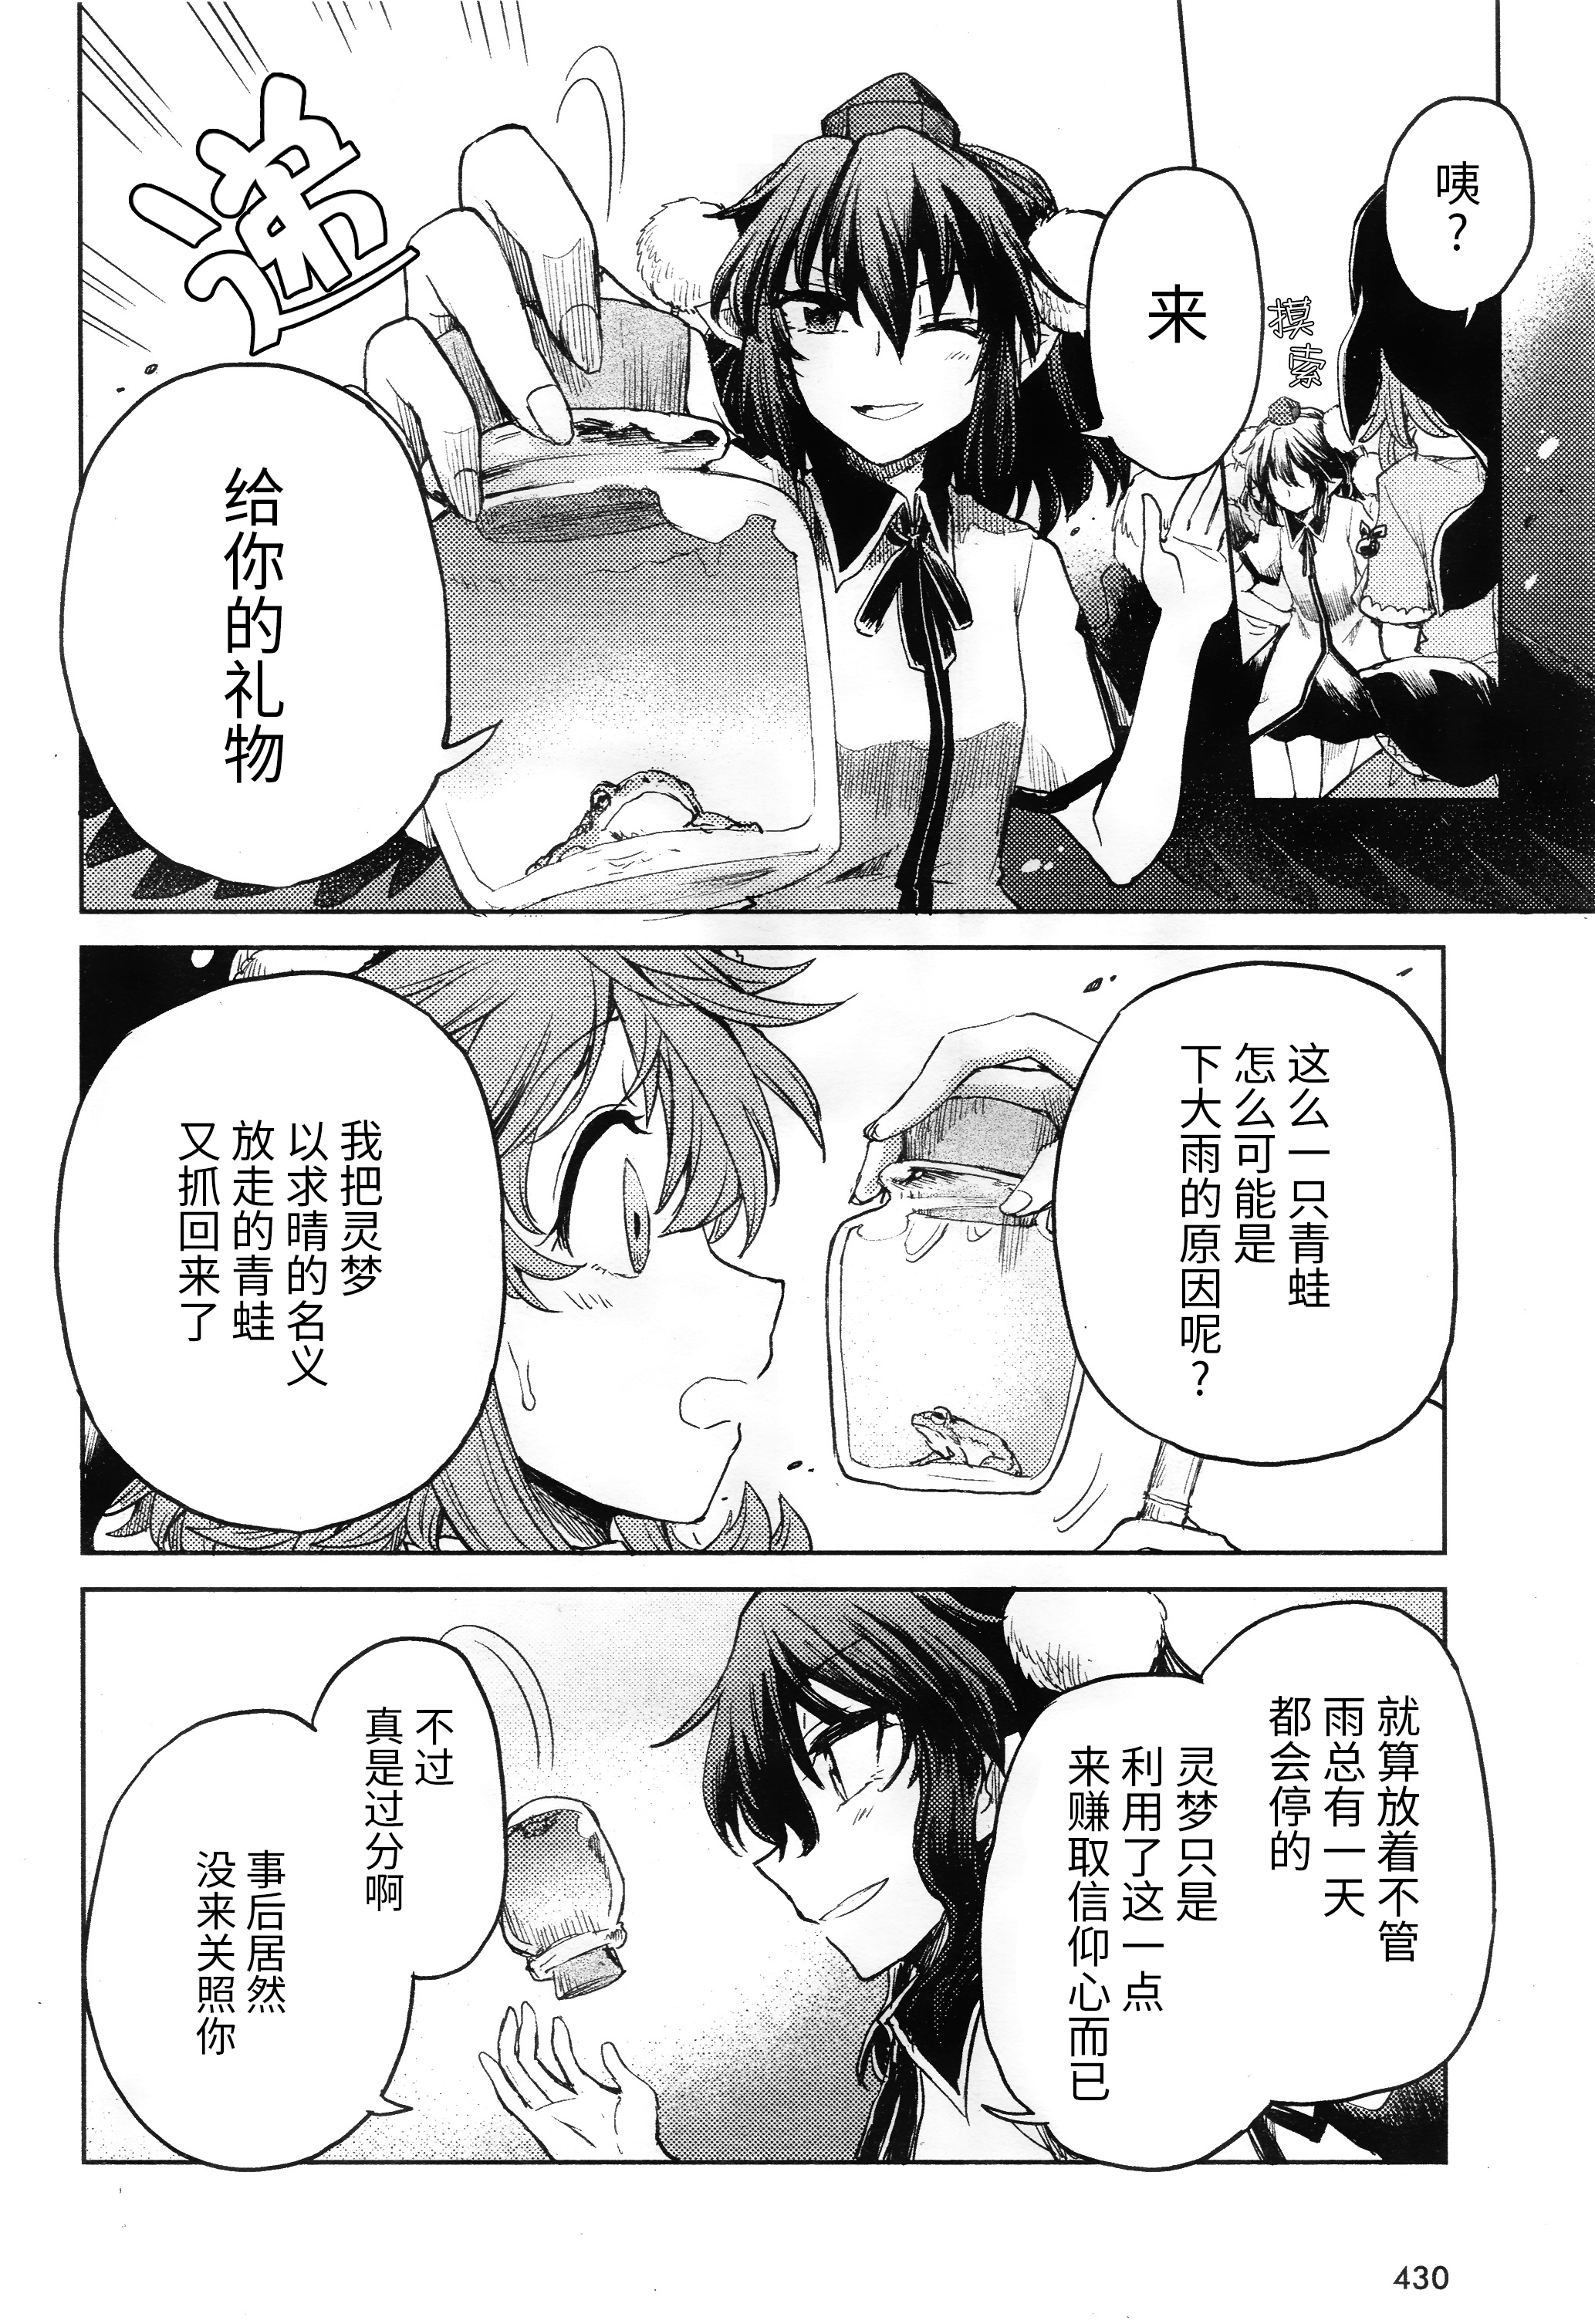 咦？
摸索
来
递
给你的礼物
这么一只青蛙
怎么可能是
下大雨的原因呢？
我把灵梦
以求晴的名义
放走的青蛙
又抓回来了
就算放着不管
雨总有一天
都会停的
灵梦只是
利用了这一点
来赚取信仰心而已
不过
真是过分啊
事后居然
没来关照你
430